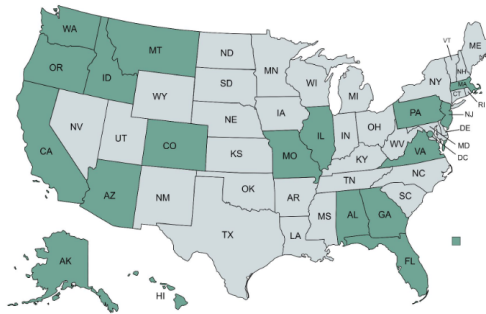 WA
OR
ID
MT
ND
MN
WI
MI
VT
NH
ME
NY
MA
CT
RI
NJ
PA
DE
MD
DC
SD
WY
NE
IA
IL
IN
OH
WV
VA
NV
UT
CO
KS
MO
KY
CA
AZ
NM
OK
AR
TN
NC
SC
TX
LA
MS
AL
GA
FL
AK
HI